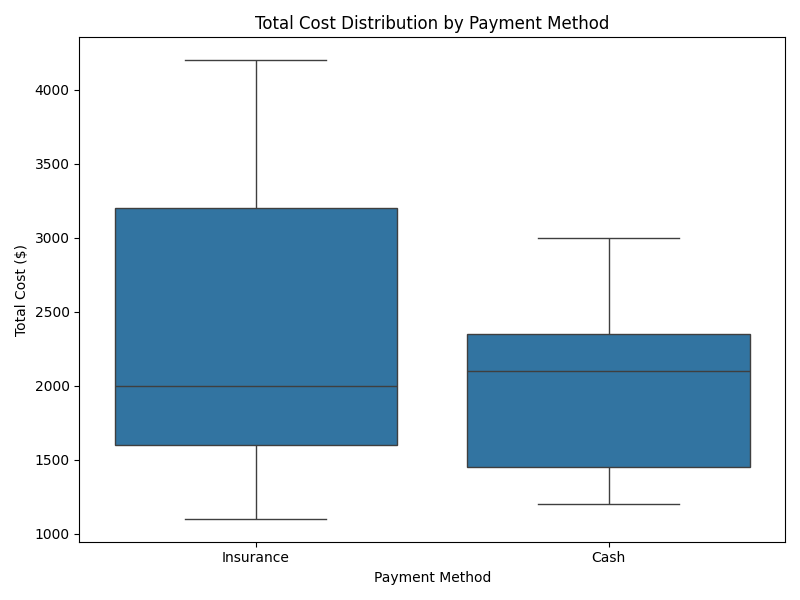 Total Cost Distribution by Payment Method
Total Cost ($)
4000
3500
3000
2500
2000
1500
1000
Insurance
Cash
Payment Method